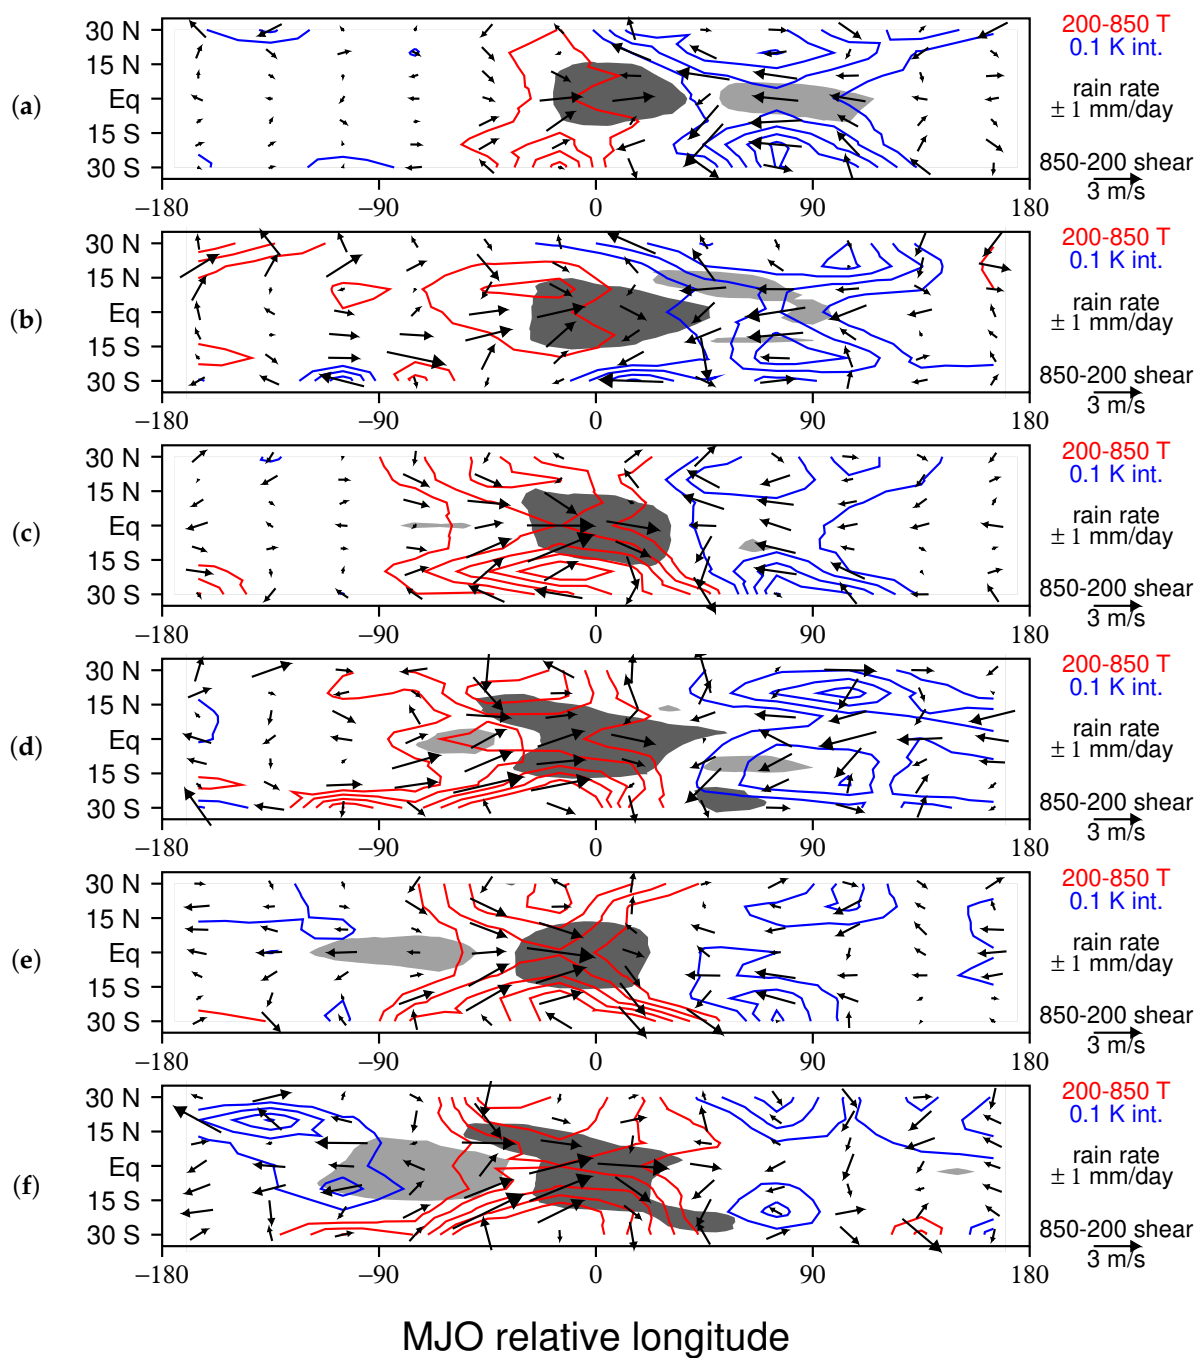 (a)
30 N
15 N
Eq
15 S
30 S
−180
−90
0
90
180
200-850 T
0.1 K int.
rain rate
± 1 mm/day
850-200 shear
3 m/s
(b)
30 N
15 N
Eq
15 S
30 S
−180
−90
0
90
180
200-850 T
0.1 K int.
rain rate
± 1 mm/day
850-200 shear
3 m/s
(c)
30 N
15 N
Eq
15 S
30 S
−180
−90
0
90
180
200-850 T
0.1 K int.
rain rate
± 1 mm/day
850-200 shear
3 m/s
(d)
30 N
15 N
Eq
15 S
30 S
−180
−90
0
90
180
200-850 T
0.1 K int.
rain rate
± 1 mm/day
850-200 shear
3 m/s
(e)
30 N
15 N
Eq
15 S
30 S
−180
−90
0
90
180
200-850 T
0.1 K int.
rain rate
± 1 mm/day
850-200 shear
3 m/s
(f)
30 N
15 N
Eq
15 S
30 S
−180
−90
0
90
180
200-850 T
0.1 K int.
rain rate
± 1 mm/day
850-200 shear
3 m/s
MJO relative longitude